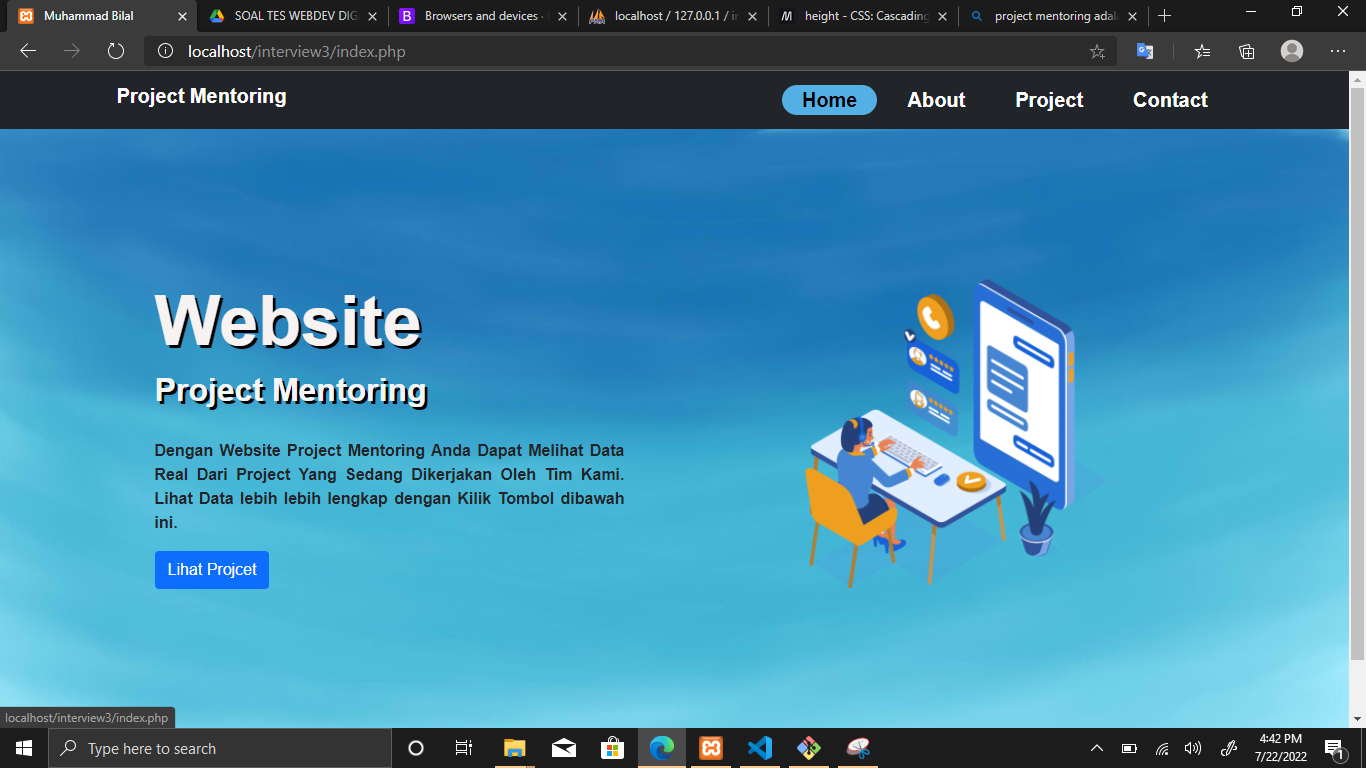 Muhammad Bilal
SOAL TES WEBDEV DIG
Browsers and devices ·
localhost / 127.0.0.1 / in
height - CSS: Cascading
project mentoring adal
localhost/interview3/index.php
Project Mentoring
Home
About
Project
Contact
Website
Project Mentoring
Dengan Website Project Mentoring Anda Dapat Melihat Data
Real Dari Project Yang Sedang Dikerjakan Oleh Tim Kami.
Lihat Data lebih lebih lengkap dengan Kilik Tombol dibawah
ini.
Lihat Projcet
localhost/interview3/index.php
Type here to search
4:42 PM
7/22/2022
1